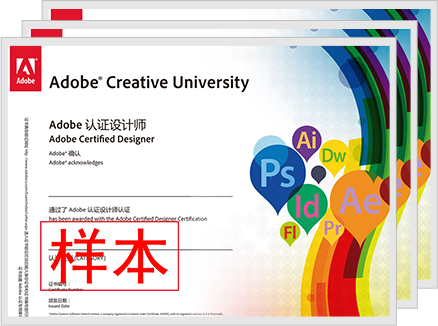 Adobe
Adobe® Creative University
Adobe 认证设计师
Adobe Certified Designer
Adobe® 确认
Adobe® acknowledges
通过了 Adobe 认证设计师认证
has been awarded with the Adobe Certified Designer Certification
样本
证书编号：
Certificate Number
颁发日期：
Issued Date
Ai
Dw
Ps
Id
Ae
Fl
Pr